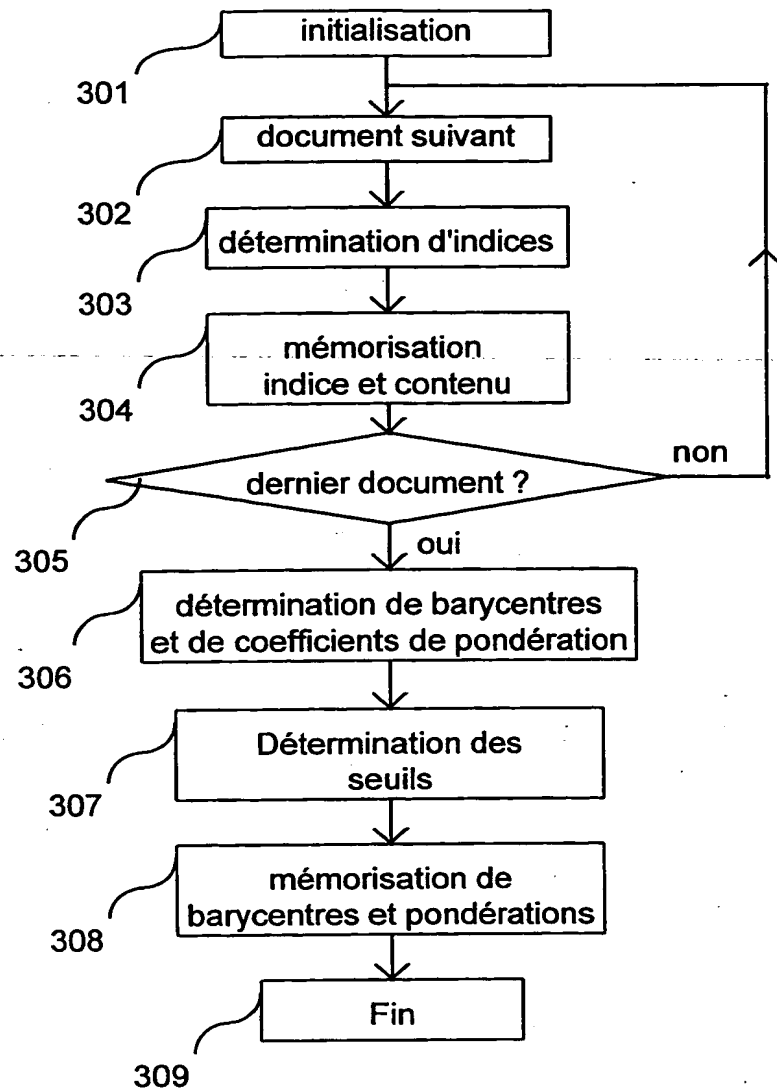 initialisation
301
document suivant
302
détermination d'indices
303
mémorisation
indice et contenu
304
dernier document ?
non
305
oui
détermination de barycentres
et de coefficients de pondération
306
Détermination des
seuils
307
mémorisation de
barycentres et pondérations
308
Fin
309